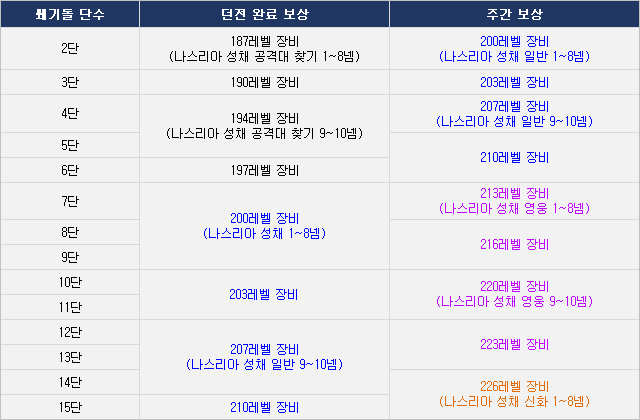 쐐기돌 단수 던전 완료 보상 주간 보상
2단 187레벨 장비 200레벨 장비
(나스리아 성채 공격대 찾기 1~8넴) (나스리아 성채 일반 1~8넴)
3단 190레벨 장비 203레벨 장비
4단 194레벨 장비 207레벨 장비
(나스리아 성채 공격대 찾기 9~10넴) (나스리아 성채 일반 9~10넴)
5단 210레벨 장비
6단 197레벨 장비
7단 200레벨 장비 213레벨 장비
(나스리아 성채 1~8넴) (나스리아 성채 영웅 1~8넴)
8단 216레벨 장비
9단
10단 203레벨 장비 220레벨 장비
(나스리아 성채 영웅 9~10넴)
11단
12단 207레벨 장비 223레벨 장비
(나스리아 성채 일반 9~10넴)
13단
14단 226레벨 장비
(나스리아 성채 신화 1~8넴)
15단 210레벨 장비